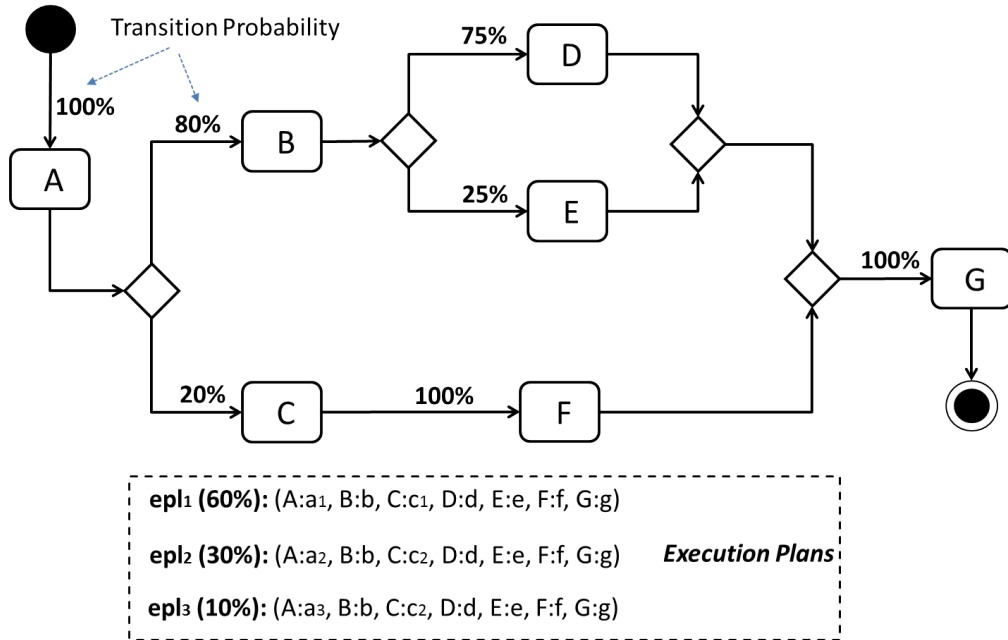 Transition Probability
100%
A
80%
B
75%
D
25%
E
20%
C
100%
F
100%
G
epl1 (60%): (A:a1, B:b, C:c1, D:d, E:e, F:f, G:g)
epl2 (30%): (A:a2, B:b, C:c2, D:d, E:e, F:f, G:g)
Execution Plans
epl3 (10%): (A:a3, B:b, C:c2, D:d, E:e, F:f, G:g)